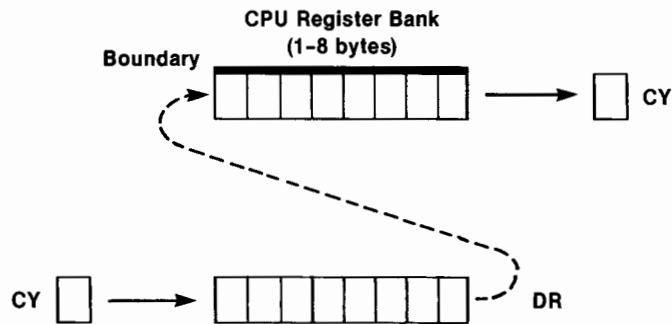 CPU Register Bank
(1-8 bytes)
Boundary
CY
CY
DR